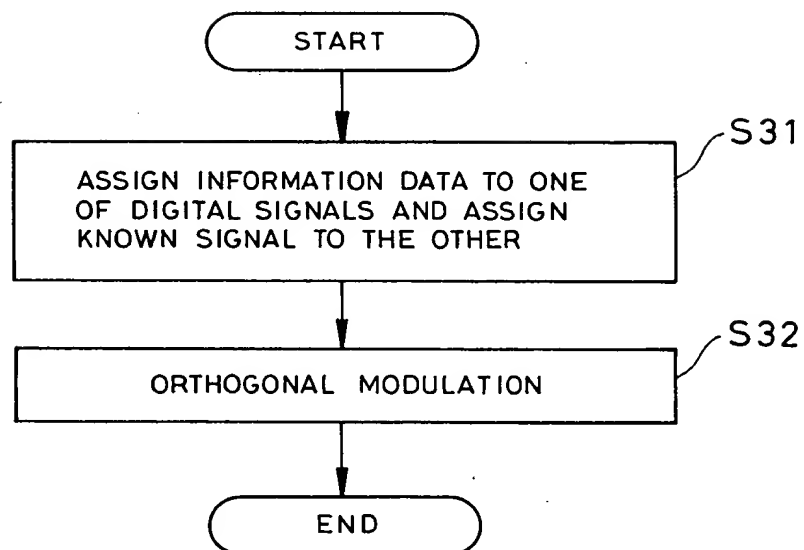 START
S31
ASSIGN INFORMATION DATA TO ONE
OF DIGITAL SIGNALS AND ASSIGN
KNOWN SIGNAL TO THE OTHER
S32
ORTHOGONAL MODULATION
END